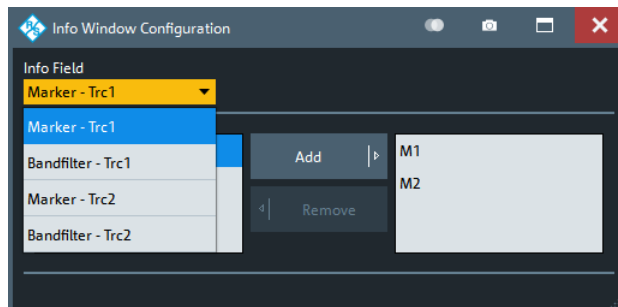 Info Window Configuration
Info Field
Marker - Trc1
Marker - Trc1
Bandfilter - Trc1
Marker - Trc2
Bandfilter - Trc2
Add
Remove
M1
M2